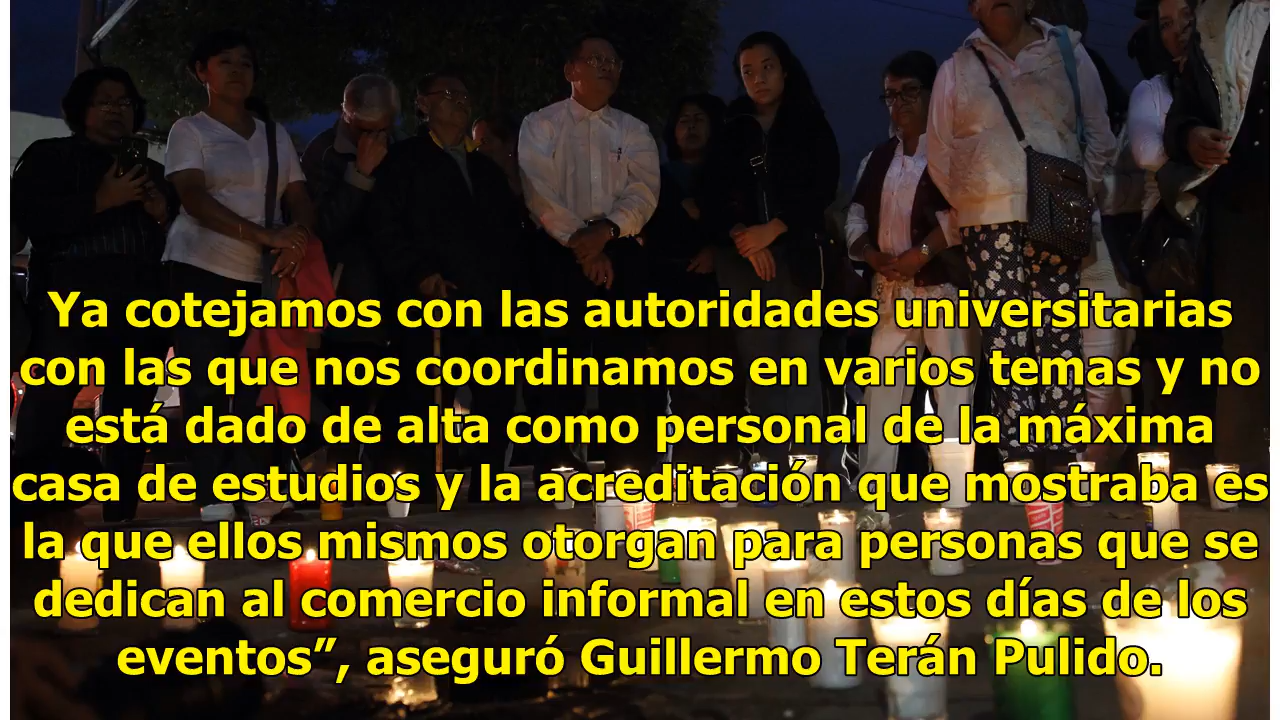 Ya cotejamos con las autoridades universitarias
con las que nos coordinamos en varios temas y no
está dado de alta como personal de la máxima
casa de estudios y la acreditación que mostraba es
la que ellos mismos otorgan para personas que se
dedican al comercio informal en estos días de los
eventos”, aseguró Guillermo Terán Pulido.